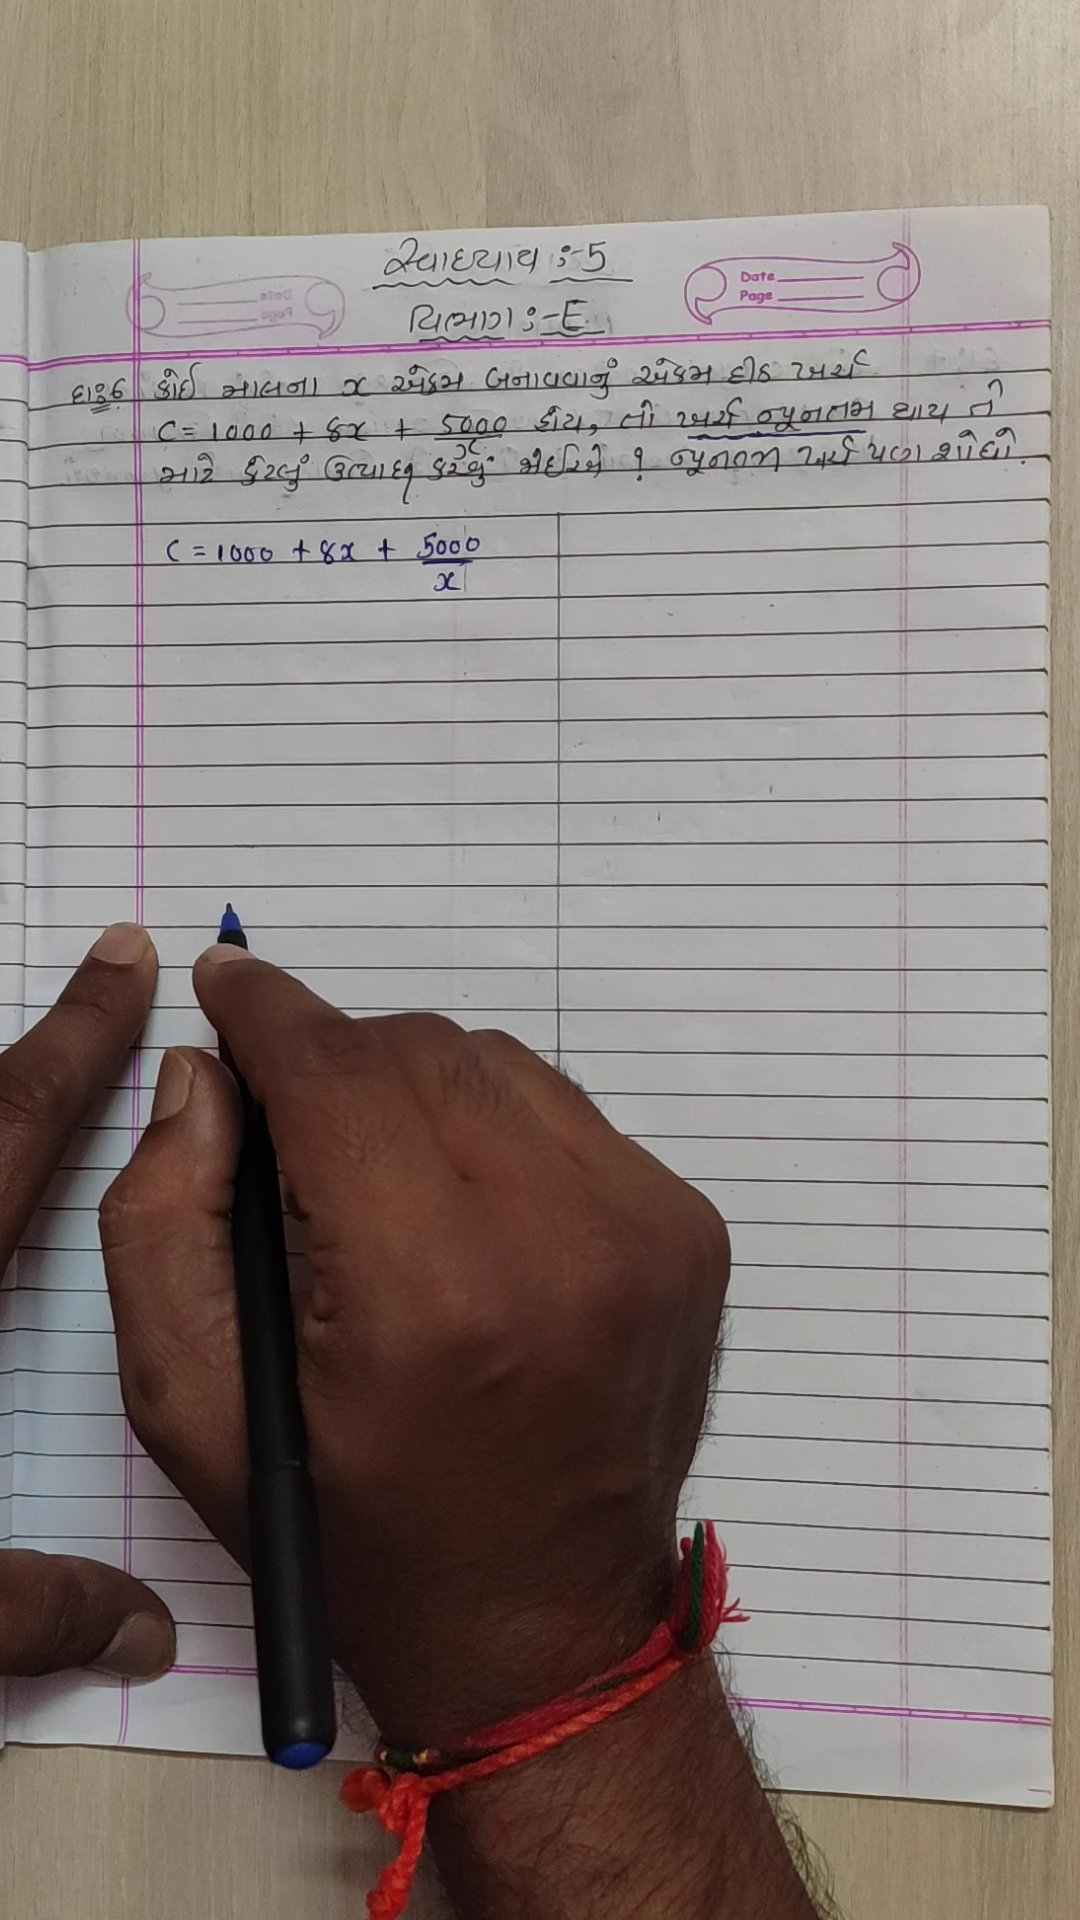 સ્વાધ્યાય :-5
Date
Page
વિભાગ :-E
દા.6 કોઈ માલના x એકમ બનાવવાનું એકમ દીઠ ખર્ચ
C = 1000 + 8x + 5000/x હોય, તો ખર્ચ ન્યૂનતમ થાય તે
માટે કેટલું ઉત્પાદન કરવું જોઈએ ? ન્યૂનતમ ખર્ચ પણ શોધો.
C = 1000 + 8x + 5000/x